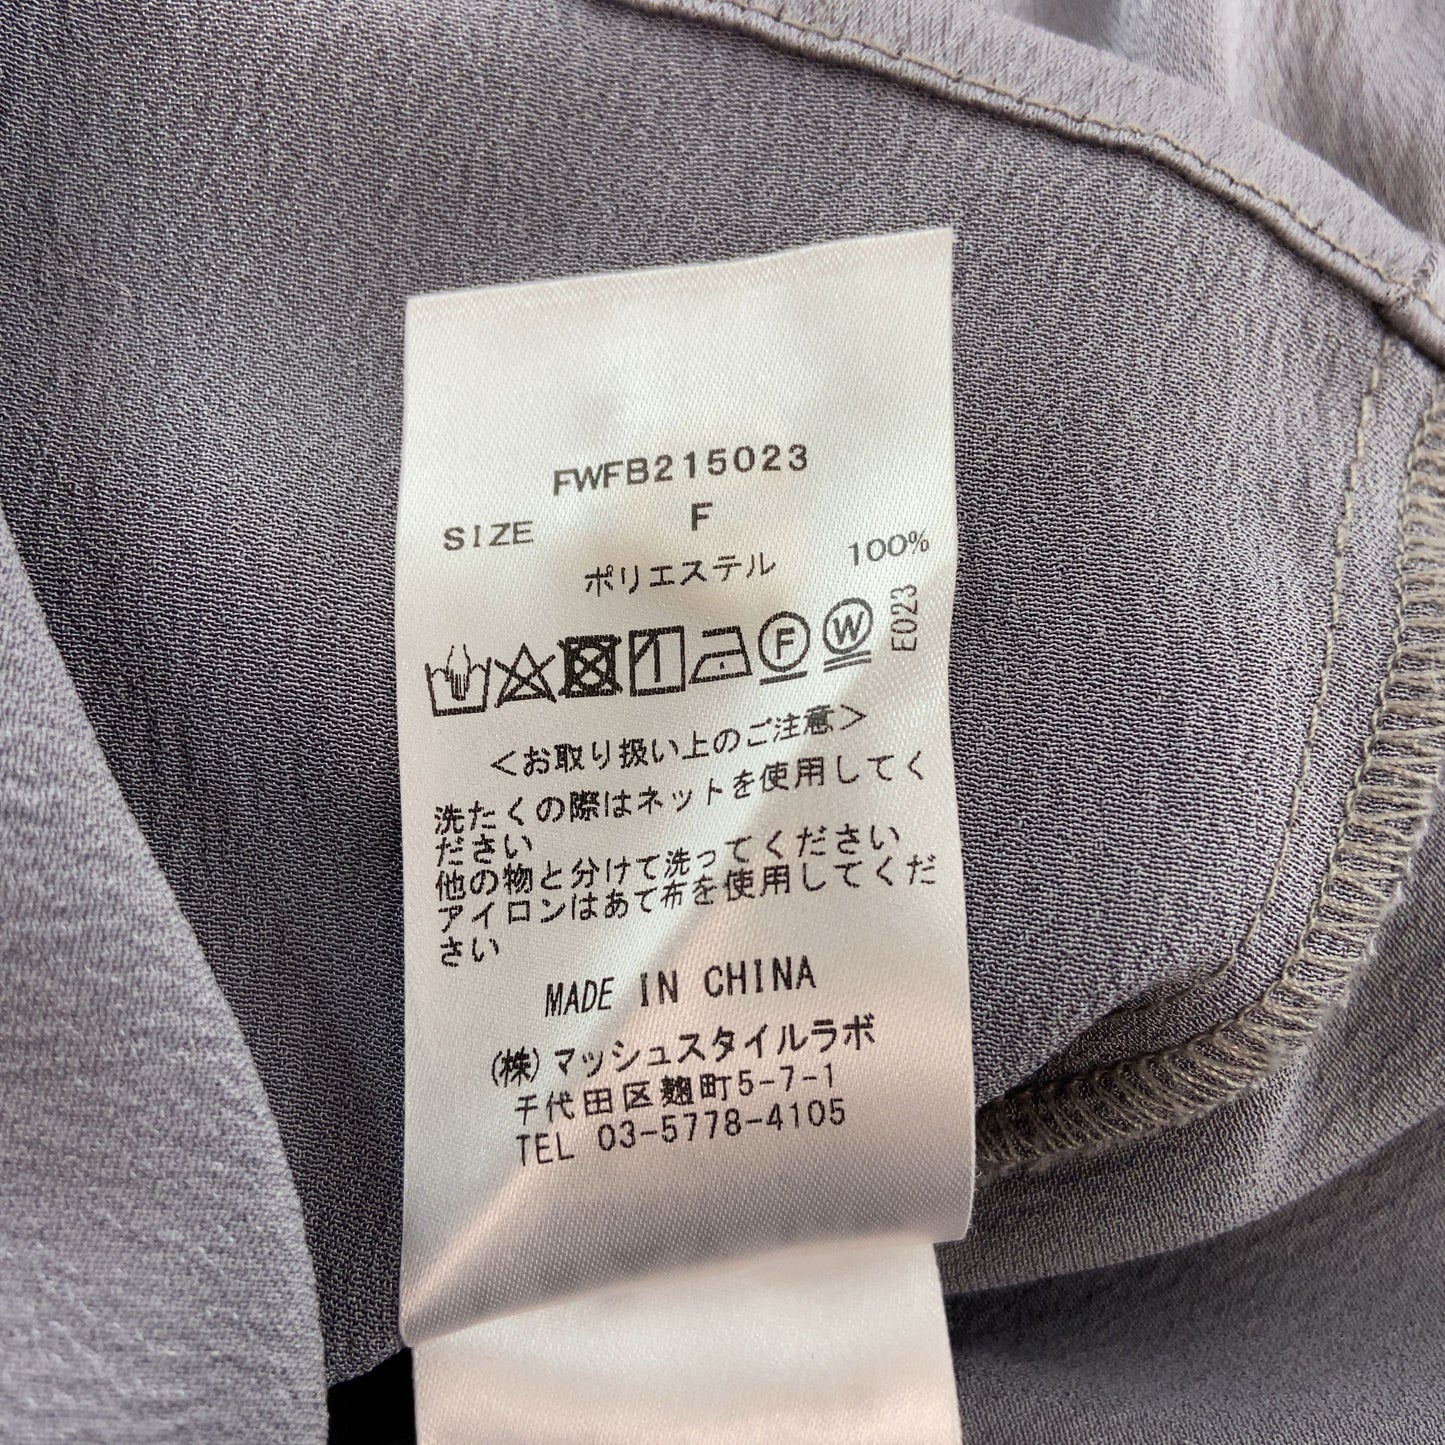 FWFB215023
SIZE F
ポリエステル 100%
F W E023
＜お取り扱い上のご注意＞
洗たくの際はネットを使用してく
ださい
他の物と分けて洗ってください
アイロンはあて布を使用してくだ
さい
MADE IN CHINA
(株)マッシュスタイルラボ
千代田区麹町5-7-1
TEL 03-5778-4105